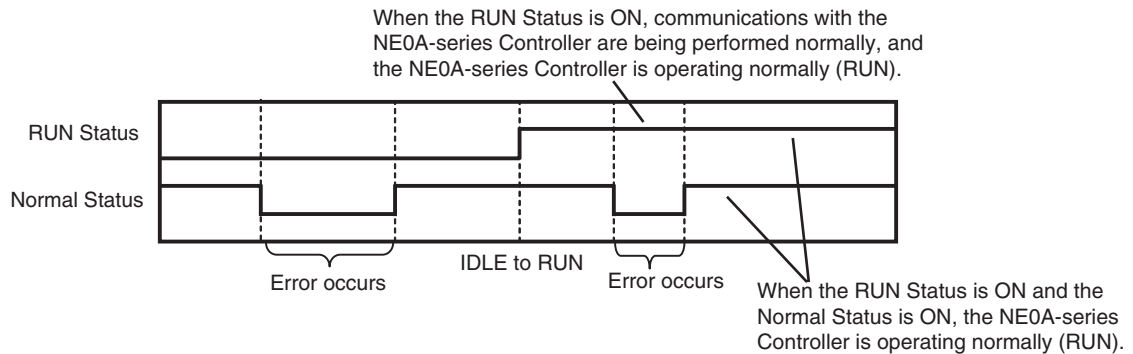 When the RUN Status is ON, communications with the
NE0A-series Controller are being performed normally, and
the NE0A-series Controller is operating normally (RUN).
RUN Status
Normal Status
Error occurs
IDLE to RUN
Error occurs
When the RUN Status is ON and the
Normal Status is ON, the NE0A-series
Controller is operating normally (RUN).